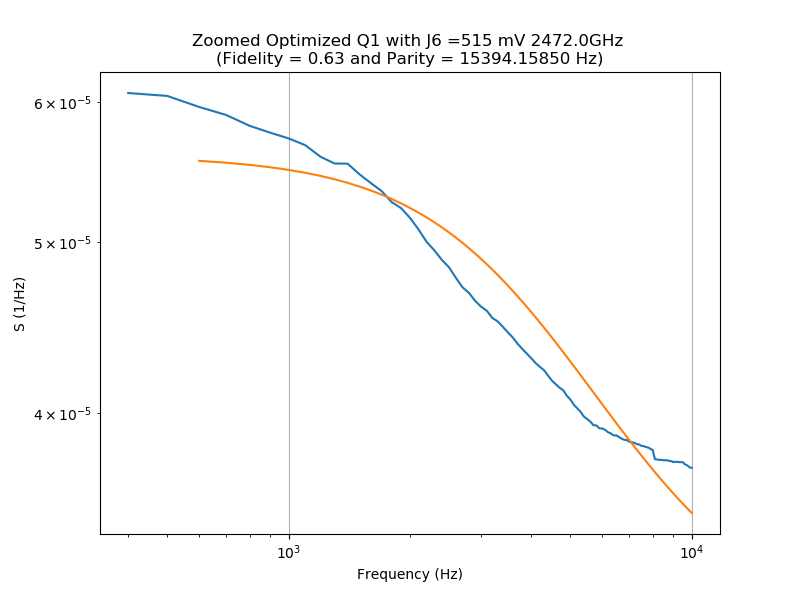 Zoomed Optimized Q1 with J6 =515 mV 2472.0GHz
(Fidelity = 0.63 and Parity = 15394.15850 Hz)
6 × 10⁻⁵
5 × 10⁻⁵
4 × 10⁻⁵
S (1/Hz)
10³
10⁴
Frequency (Hz)